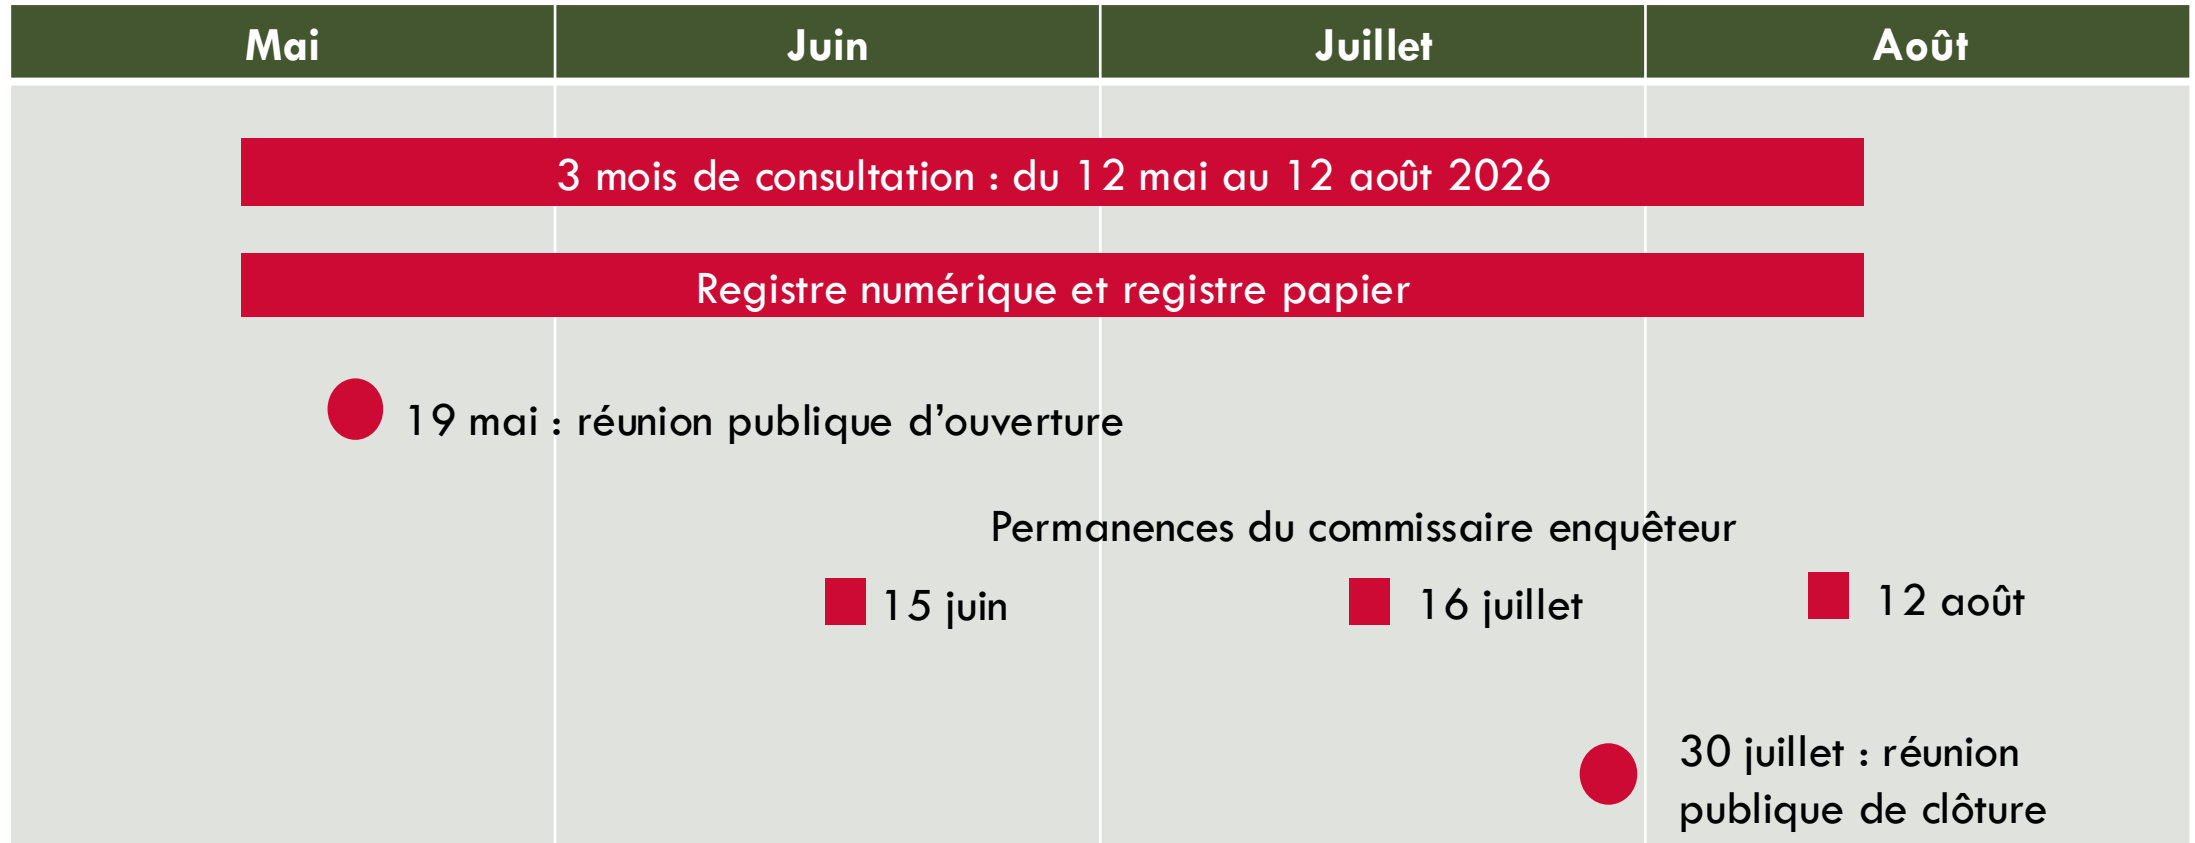 Mai
Juin
Juillet
Août
3 mois de consultation : du 12 mai au 12 août 2026
Registre numérique et registre papier
19 mai : réunion publique d’ouverture
Permanences du commissaire enquêteur
15 juin
16 juillet
12 août
30 juillet : réunion
publique de clôture